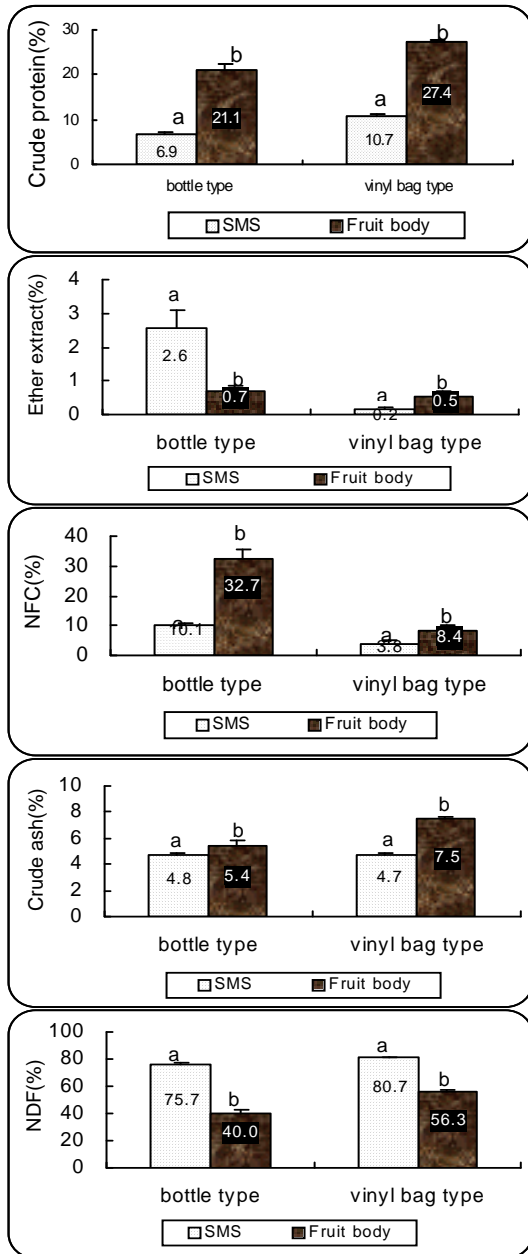 Crude protein(%)
30
20
10
0
a
b
a
b
6.9
21.1
10.7
27.4
bottle type
vinyl bag type
SMS
Fruit body
Ether extract(%)
4
3
2
1
0
a
b
a
b
2.6
0.7
0.2
0.5
bottle type
vinyl bag type
SMS
Fruit body
NFC(%)
40
30
20
10
0
a
b
a
b
10.1
32.7
3.8
8.4
bottle type
vinyl bag type
SMS
Fruit body
Crude ash(%)
10
8
6
4
2
0
a
b
a
b
4.8
5.4
4.7
7.5
bottle type
vinyl bag type
SMS
Fruit body
NDF(%)
100
80
60
40
20
0
a
b
a
b
75.7
40.0
80.7
56.3
bottle type
vinyl bag type
SMS
Fruit body